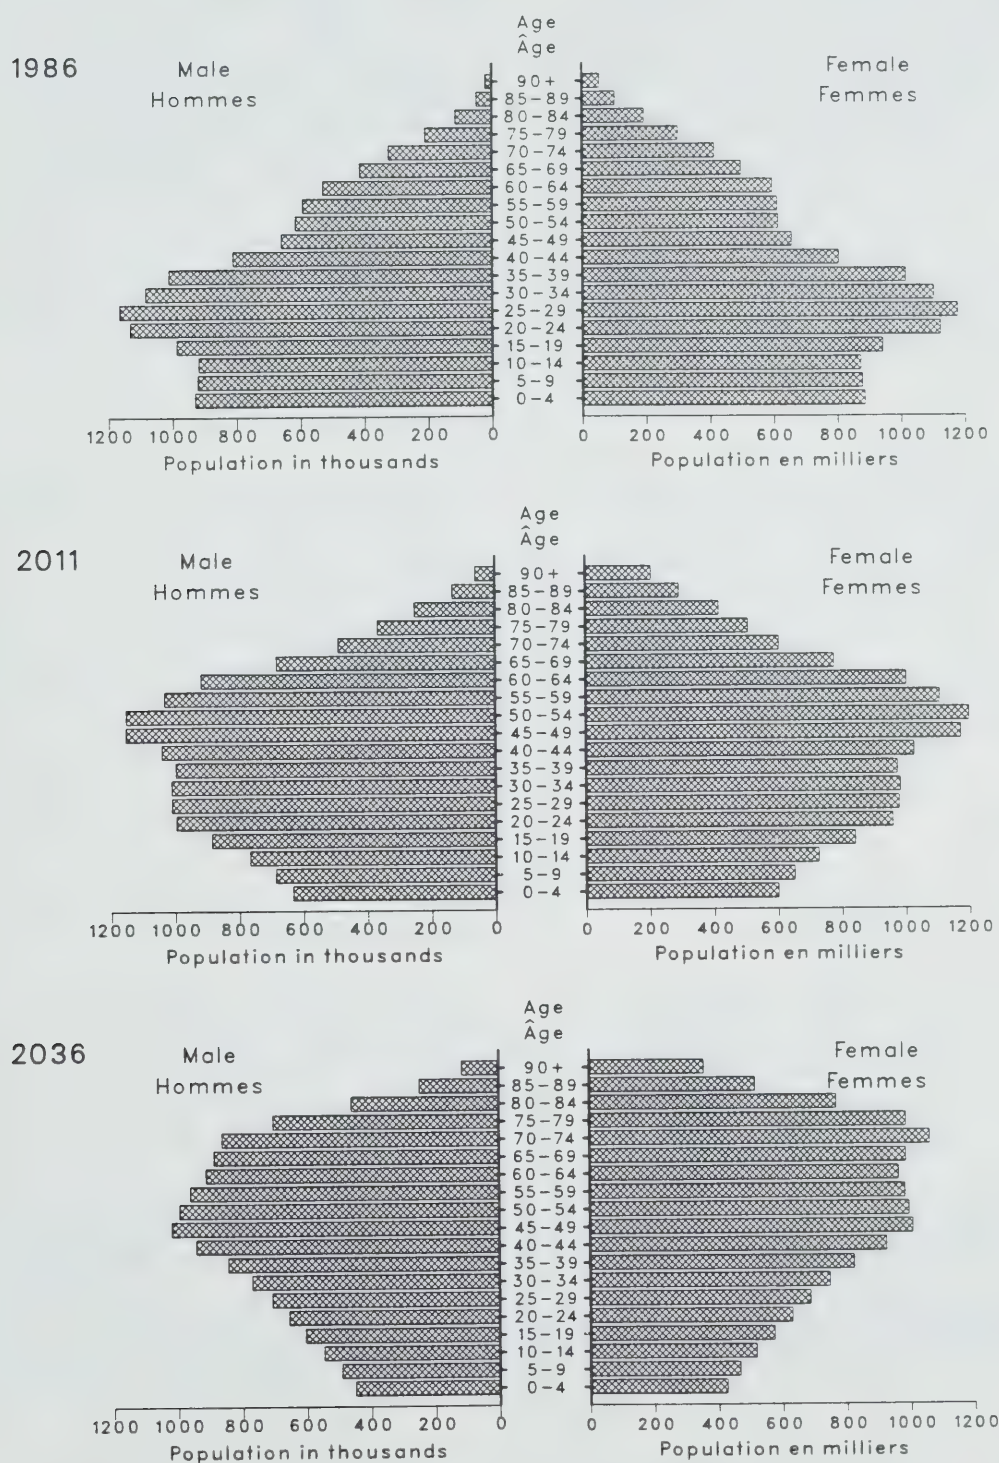 Age
Âge
1986
Male
Hommes
Female
Femmes
90+
85-89
80-84
75-79
70-74
65-69
60-64
55-59
50-54
45-49
40-44
35-39
30-34
25-29
20-24
15-19
10-14
5-9
0-4
1200 1000 800 600 400 200 0
0 200 400 600 800 1000 1200
Population in thousands
Population en milliers
Age
Âge
2011
Male
Hommes
Female
Femmes
90+
85-89
80-84
75-79
70-74
65-69
60-64
55-59
50-54
45-49
40-44
35-39
30-34
25-29
20-24
15-19
10-14
5-9
0-4
1200 1000 800 600 400 200 0
0 200 400 600 800 1000 1200
Population in thousands
Population en milliers
Age
Âge
2036
Male
Hommes
Female
Femmes
90+
85-89
80-84
75-79
70-74
65-69
60-64
55-59
50-54
45-49
40-44
35-39
30-34
25-29
20-24
15-19
10-14
5-9
0-4
1200 1000 800 600 400 200 0
0 200 400 600 800 1000 1200
Population in thousands
Population en milliers